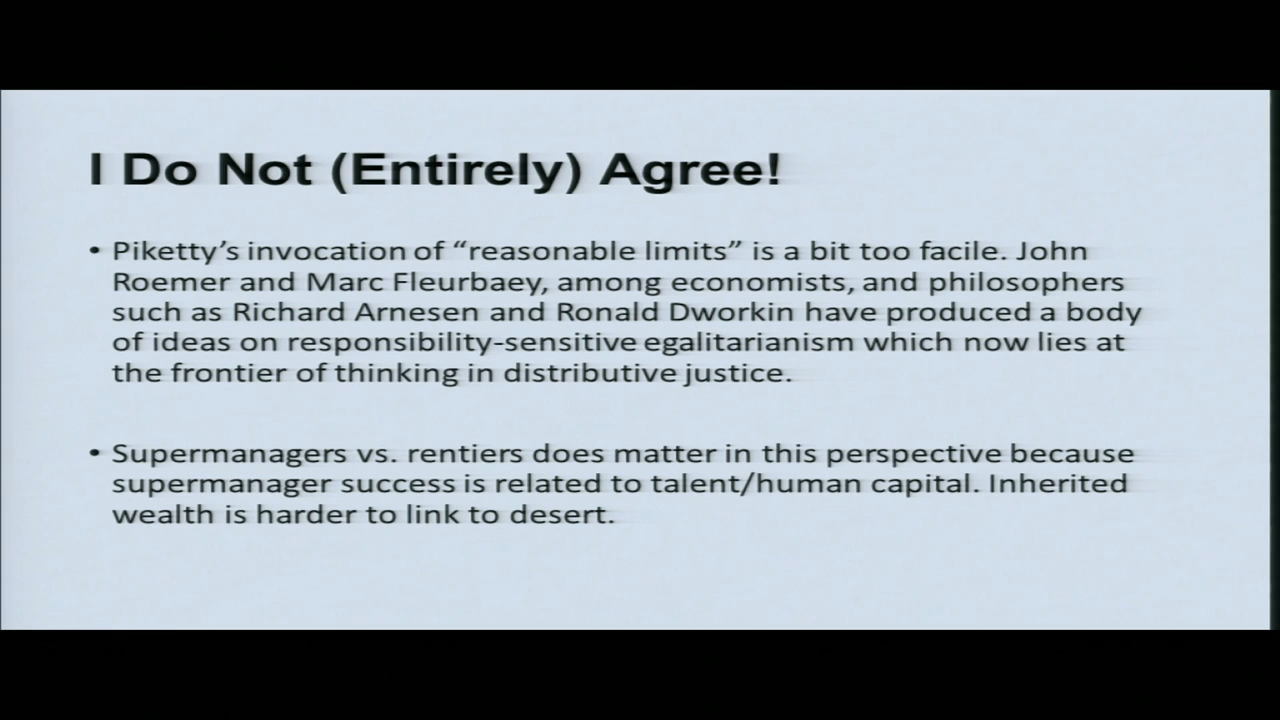 I Do Not (Entirely) Agree!
• Piketty’s invocation of “reasonable limits” is a bit too facile. John
Roemer and Marc Fleurbaey, among economists, and philosophers
such as Richard Arnesen and Ronald Dworkin have produced a body
of ideas on responsibility-sensitive egalitarianism which now lies at
the frontier of thinking in distributive justice.
• Supermanagers vs. rentiers does matter in this perspective because
supermanager success is related to talent/human capital. Inherited
wealth is harder to link to desert.